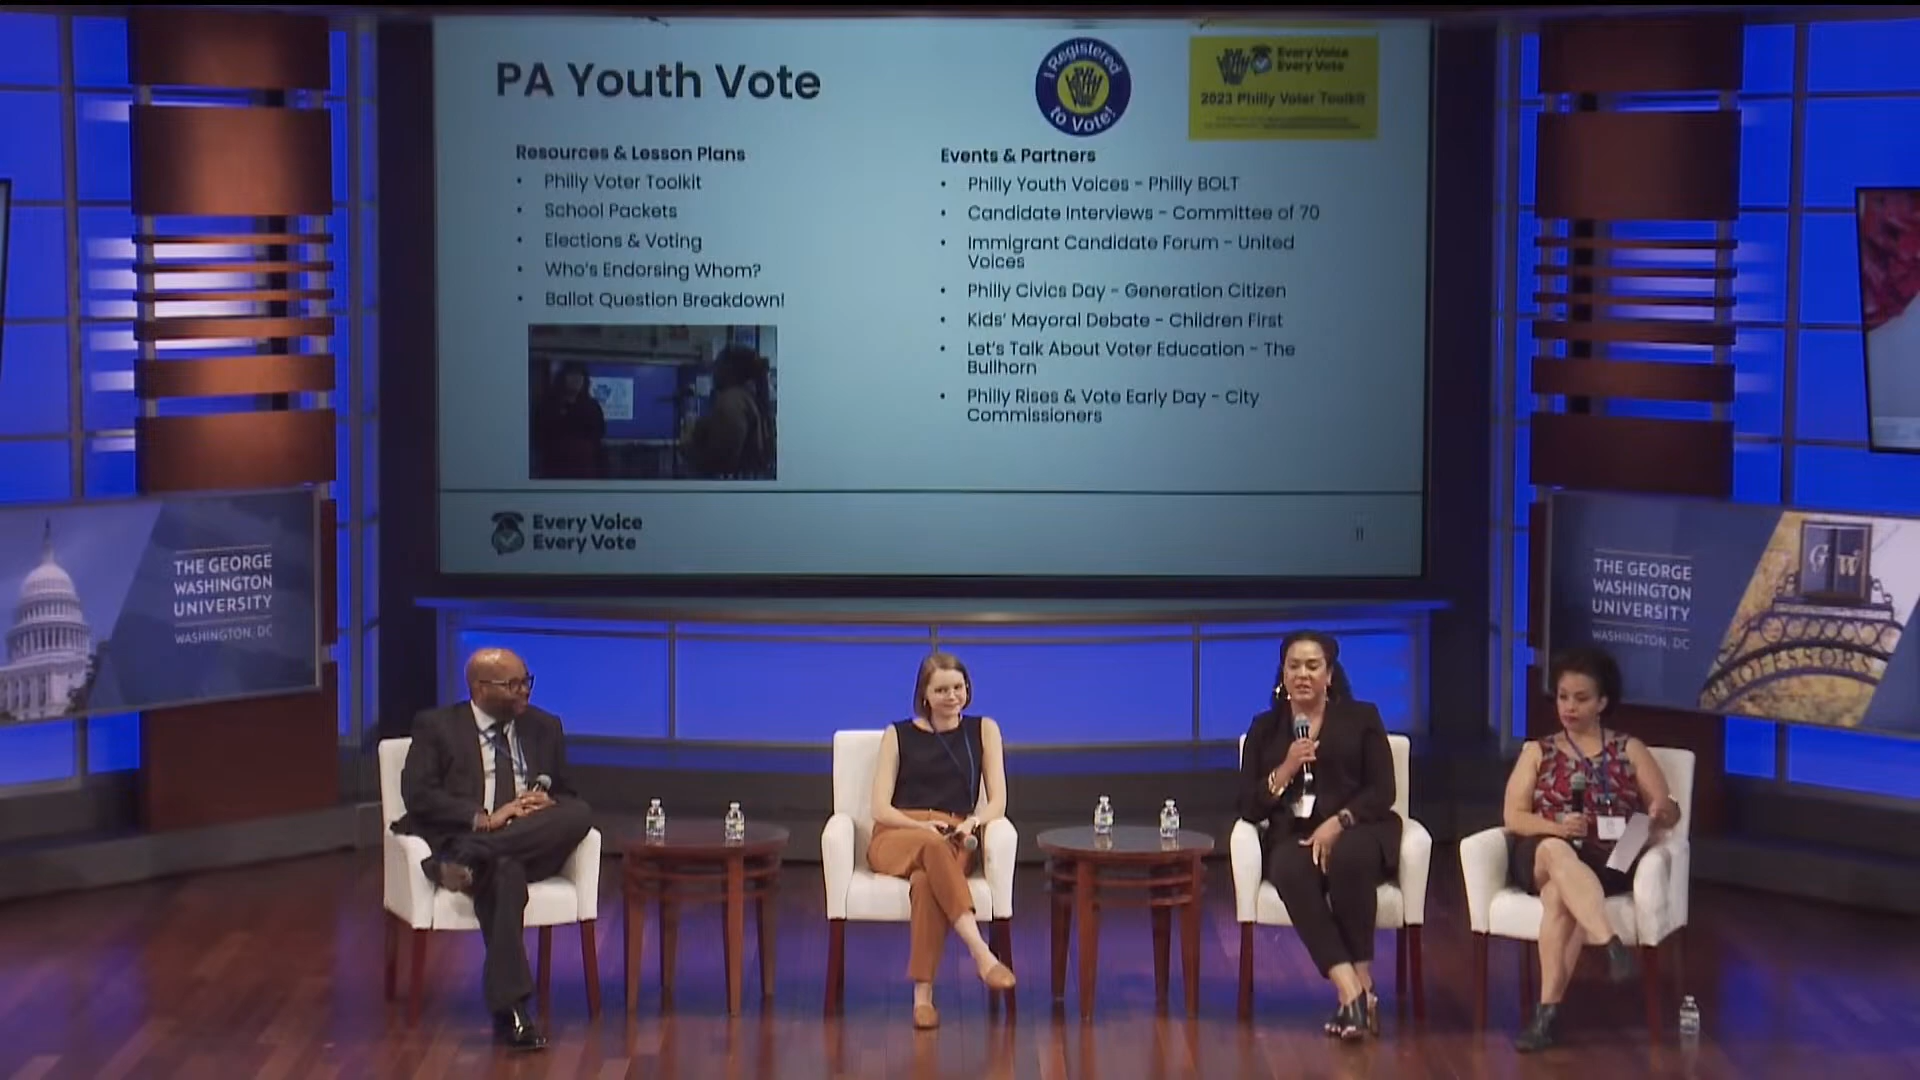 PA Youth Vote
I Registered
to Vote!
Every Voice
Every Vote
2023 Philly Voter Toolkit
Resources & Lesson Plans
• Philly Voter Toolkit
• School Packets
• Elections & Voting
• Who's Endorsing Whom?
• Ballot Question Breakdown!
Events & Partners
• Philly Youth Voices - Philly BOLT
• Candidate Interviews - Committee of 70
• Immigrant Candidate Forum - United
Voices
• Philly Civics Day - Generation Citizen
• Kids' Mayoral Debate - Children First
• Let's Talk About Voter Education - The
Bullhorn
• Philly Rises & Vote Early Day - City
Commissioners
Every Voice
Every Vote
11
THE GEORGE
WASHINGTON
UNIVERSITY
WASHINGTON, DC
THE GEORGE
WASHINGTON
UNIVERSITY
WASHINGTON, DC
G W
PROFESSORS